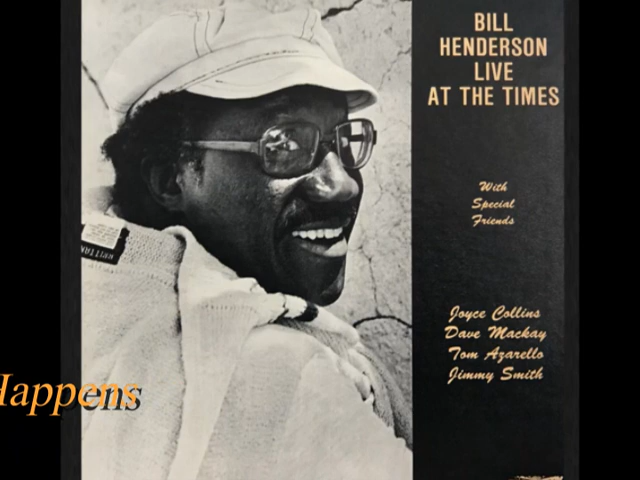 BILL
HENDERSON
LIVE
AT THE TIMES
With
Special
Friends
Joyce Collins
Dave Mackay
Tom Azarello
Jimmy Smith
Happens